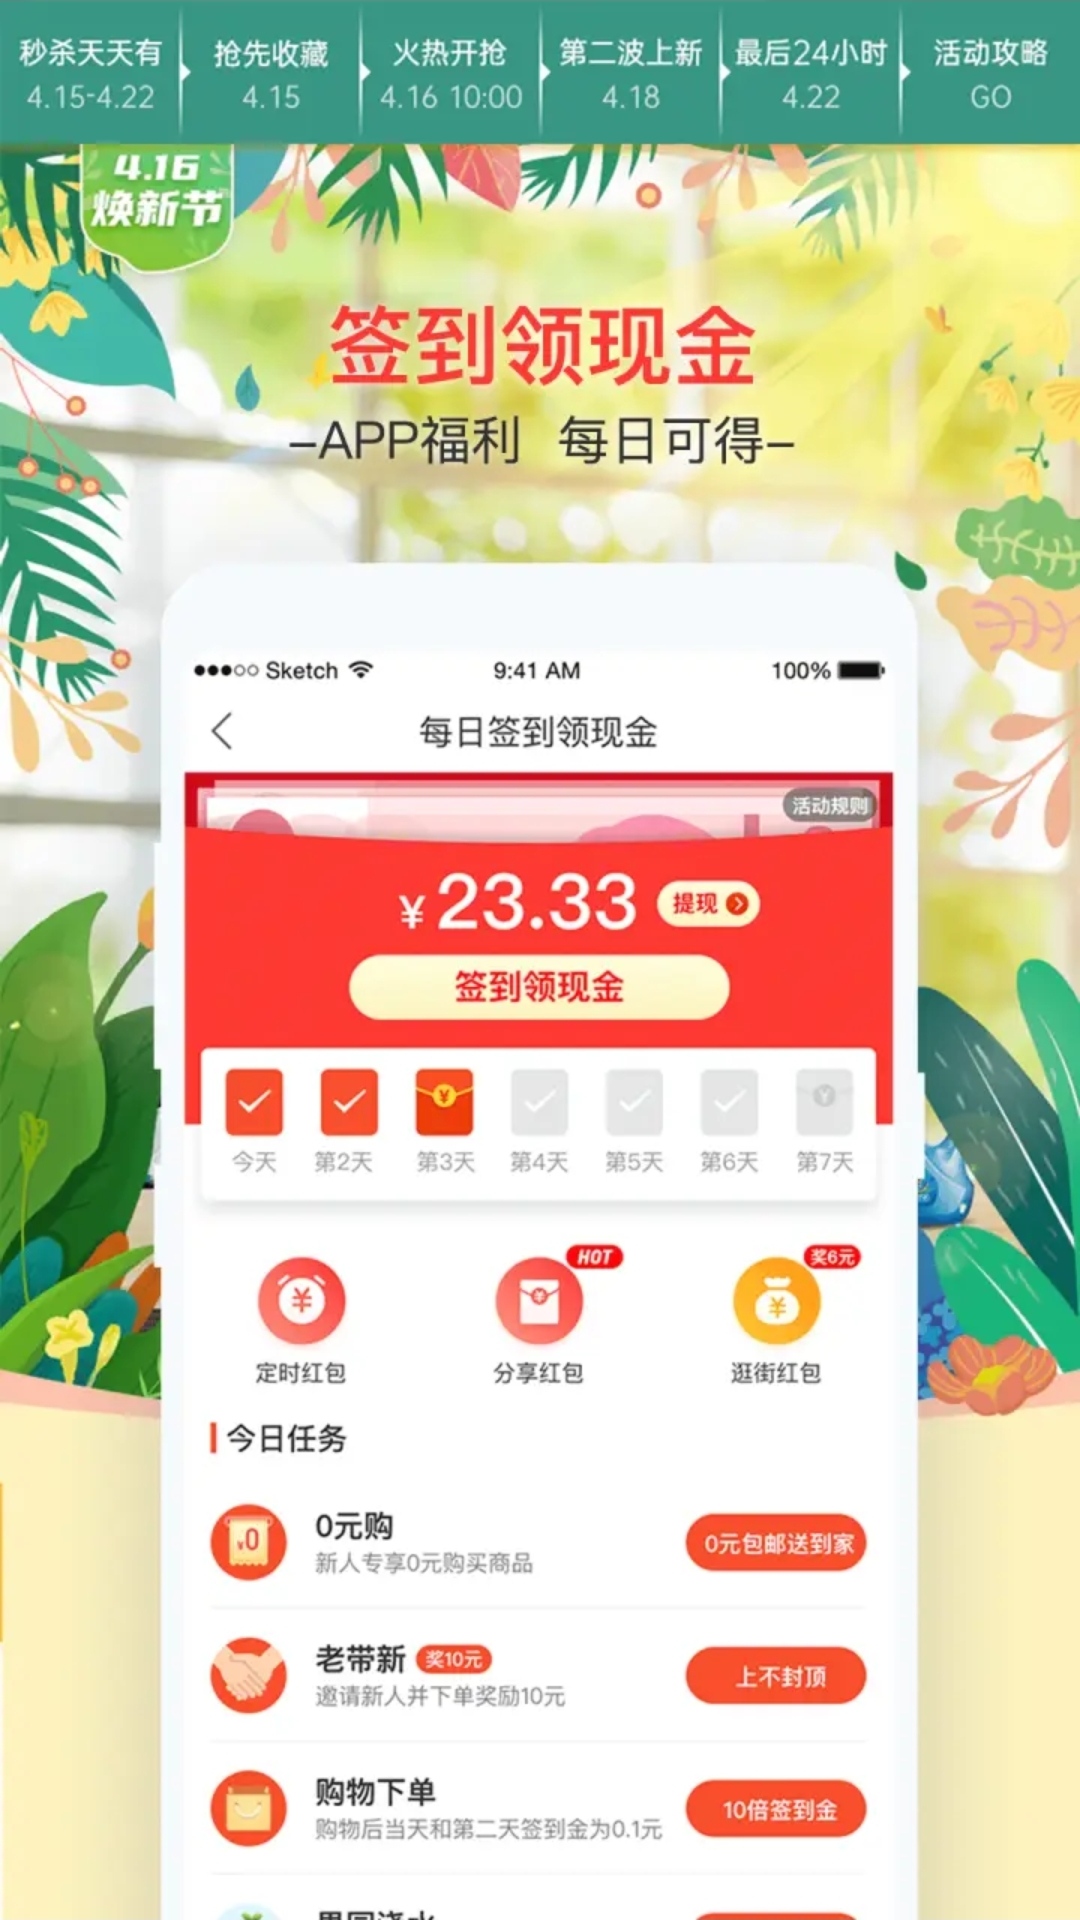 秒杀天天有 抢先收藏 火热开抢 第二波上新 最后24小时 活动攻略
4.15-4.22 4.15 4.16 10:00 4.18 4.22 GO
4.16
焕新节
签到领现金
–APP福利 每日可得–
Sketch 9:41 AM 100%
每日签到领现金
活动规则
¥23.33 提现
签到领现金
今天 第2天 第3天 第4天 第5天 第6天 第7天
HOT 奖6元
定时红包 分享红包 逛街红包
今日任务
0元购
新人专享0元购买商品
0元包邮送到家
老带新 奖10元
邀请新人并下单奖励10元
上不封顶
购物下单
购物后当天和第二天签到金为0.1元
10倍签到金